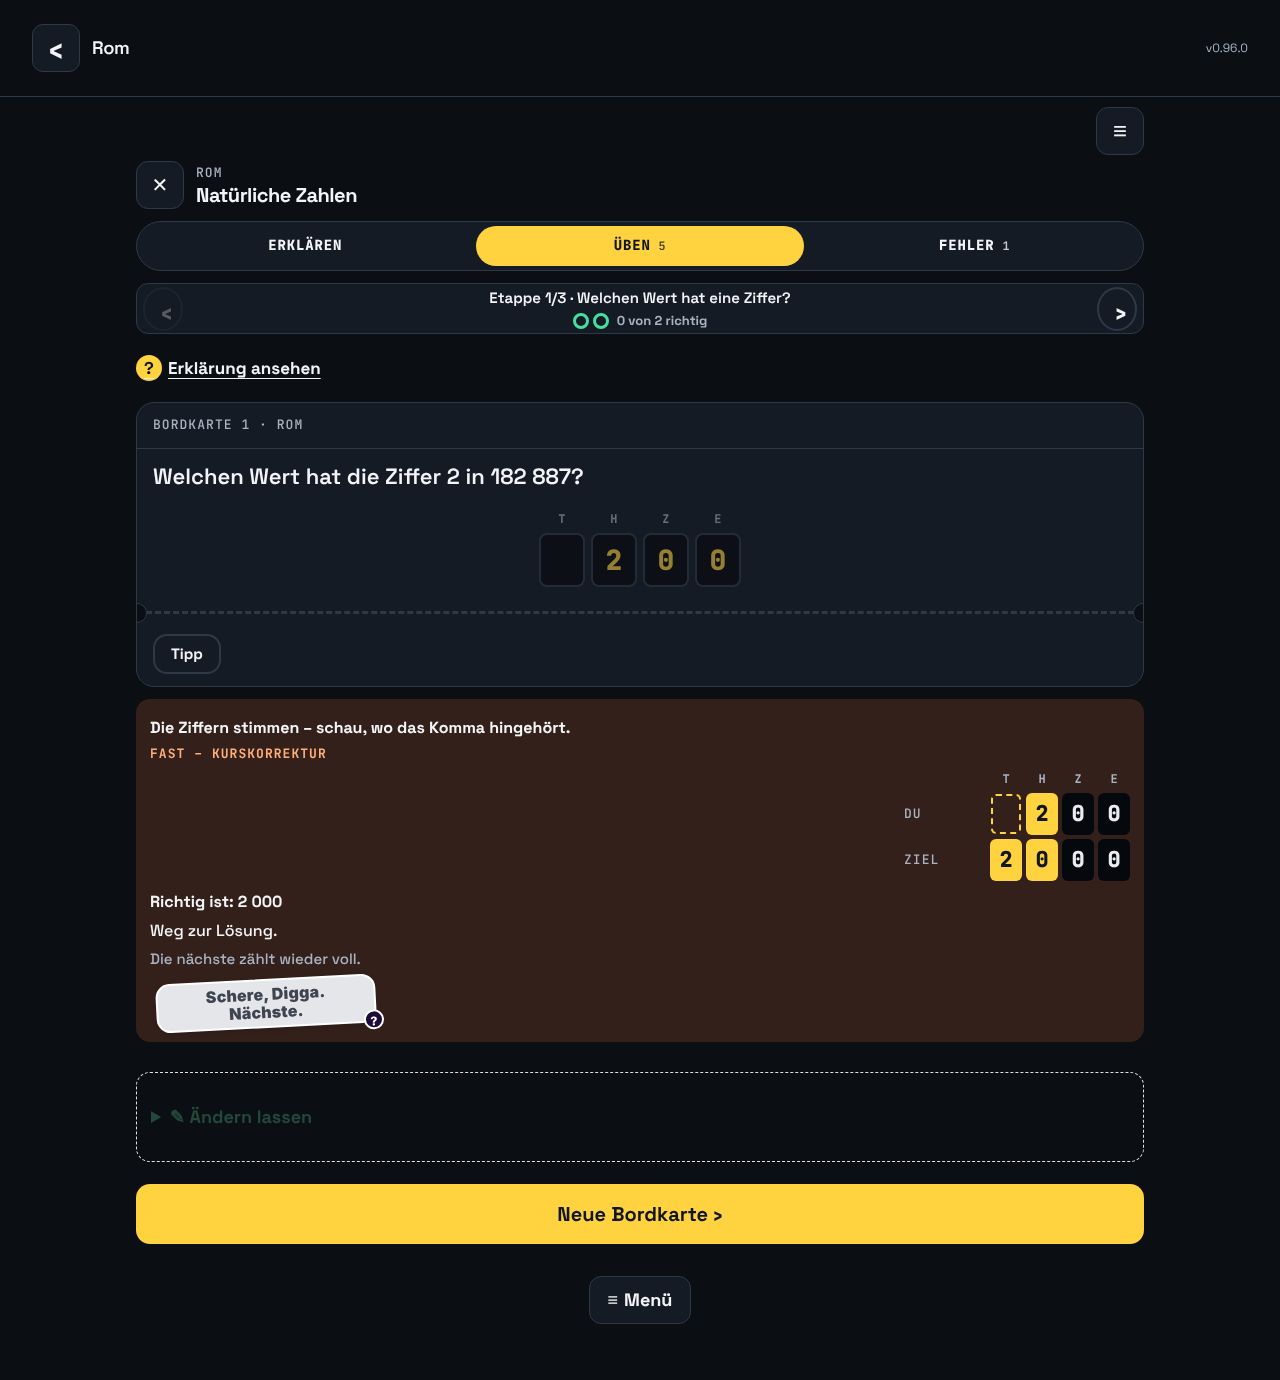 <
Rom
v0.96.0
≡
✕
ROM
Natürliche Zahlen
ERKLÄREN
ÜBEN 5
FEHLER 1
<
Etappe 1/3 · Welchen Wert hat eine Ziffer?
0 von 2 richtig
>
? Erklärung ansehen
BORDKARTE 1 · ROM
Welchen Wert hat die Ziffer 2 in 182 887?
T H Z E
2 0 0
Tipp
Die Ziffern stimmen – schau, wo das Komma hingehört.
FAST – KURSKORREKTUR
T H Z E
DU 2 0 0
ZIEL 2 0 0 0
Richtig ist: 2 000
Weg zur Lösung.
Die nächste zählt wieder voll.
Schere, Digga.
Nächste.
?
▶ ✎ Ändern lassen
Neue Bordkarte >
≡ Menü